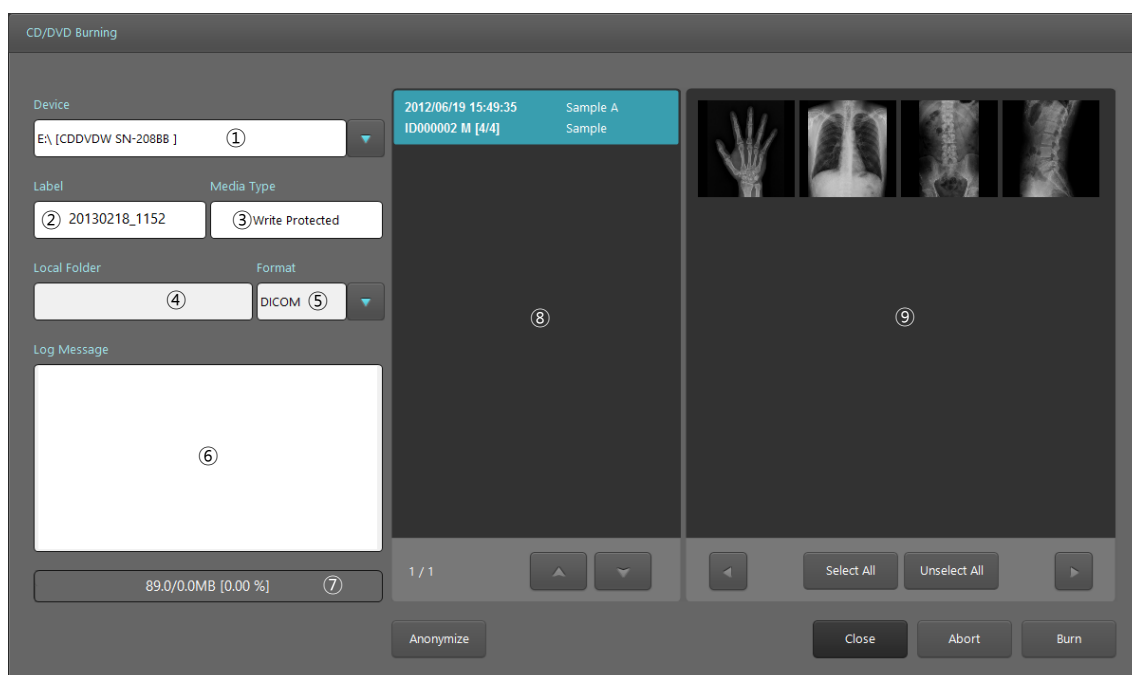 CD/DVD Burning
Device
E:\ [CDDVDW SN-208BB ] ①
Label Media Type
② 20130218_1152 ③ Write Protected
Local Folder Format
④ DICOM ⑤
Log Message
⑥
89.0/0.0MB [0.00 %] ⑦
2012/06/19 15:49:35 Sample A
ID000002 M [4/4] Sample
⑧
1 / 1
Anonymize
⑨
Select All Unselect All
Close Abort Burn